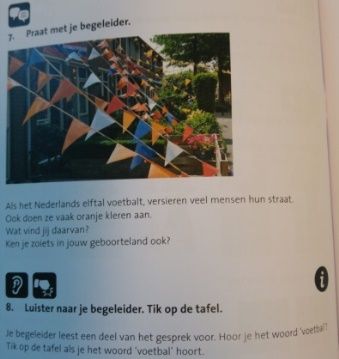 7. Praat met je begeleider.
Als het Nederlands elftal voetbalt, versieren veel mensen hun straat.
Ook doen ze vaak oranje kleren aan.
Wat vind jij daarvan?
Ken je zoiets in jouw geboorteland ook?
i
8. Luister naar je begeleider. Tik op de tafel.
Je begeleider leest een deel van het gesprek voor. Hoor je het woord 'voetbal'?
Tik op de tafel als je het woord 'voetbal' hoort.